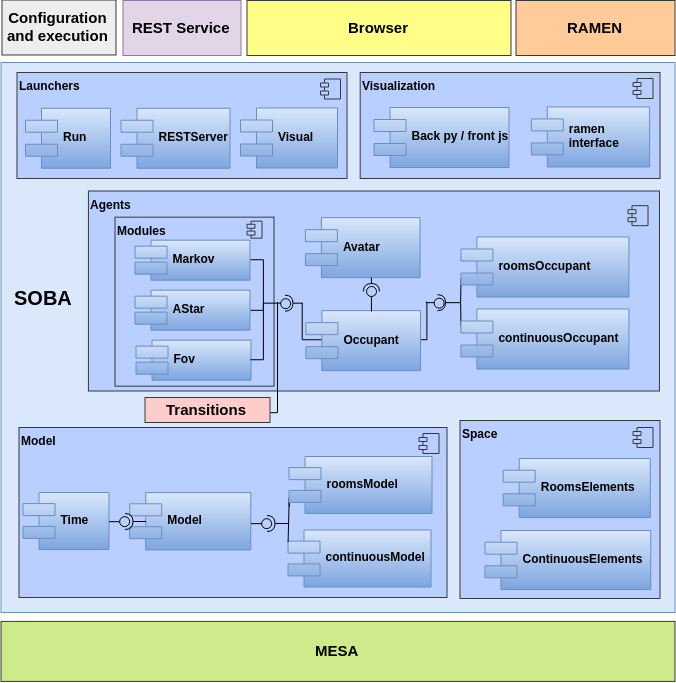 Configuration
and execution
REST Service
Browser
RAMEN
Launchers
Run
RESTServer
Visual
Visualization
Back py / front js
ramen
interface
SOBA
Agents
Modules
Markov
AStar
Fov
Avatar
Occupant
roomsOccupant
continuousOccupant
Transitions
Model
Time
Model
roomsModel
continuousModel
Space
RoomsElements
ContinuousElements
MESA